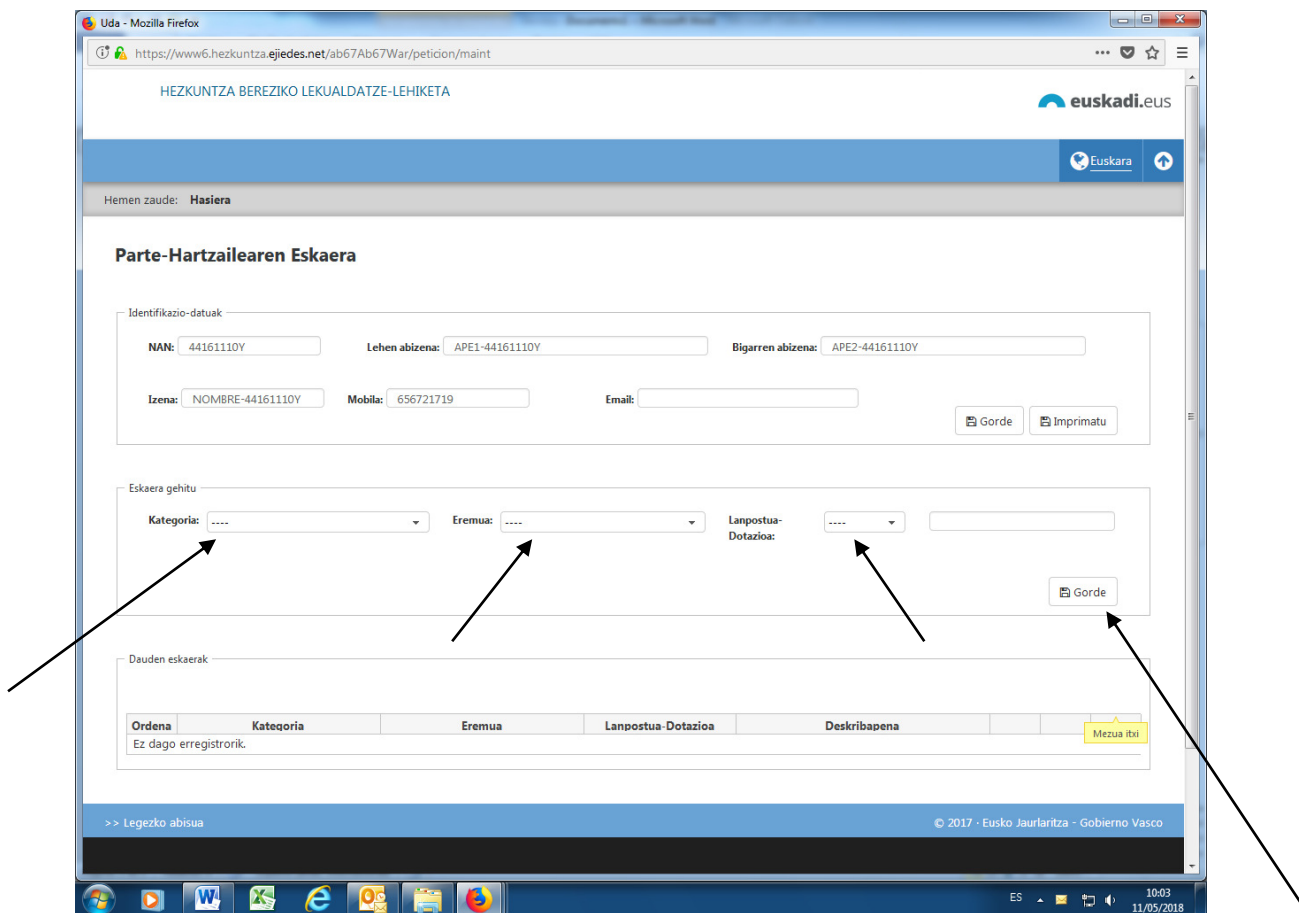 Uda - Mozilla Firefox
https://www6.hezkuntza.ejiedes.net/ab67Ab67War/peticion/maint
HEZKUNTZA BEREZIKO LEKUALDATZE-LEHIKETA
euskadi.eus
Euskara
Hemen zaude: Hasiera
Parte-Hartzailearen Eskaera
Identifikazio-datuak
NAN: 44161110Y Lehen abizena: APE1-44161110Y Bigarren abizena: APE2-44161110Y
Izena: NOMBRE-44161110Y Mobila: 656721719 Email:
Gorde Imprimatu
Eskaera gehitu
Kategoria: ---- Eremua: ---- Lanpostua- ----
Dotazioa:
Gorde
Dauden eskaerak
Ordena Kategoria Eremua Lanpostua-Dotazioa Deskribapena
Mezua itxi
Ez dago erregistrorik.
>> Legezko abisua © 2017 · Eusko Jaurlaritza - Gobierno Vasco
ES 10:03
11/05/2018